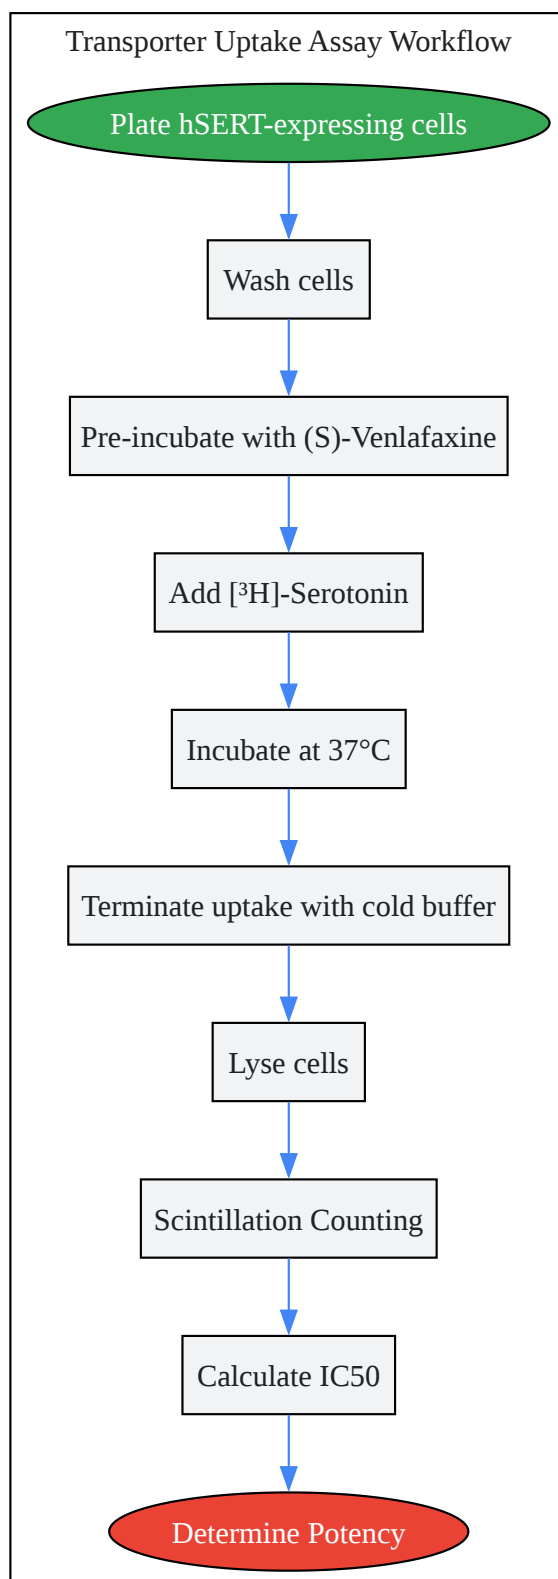 Transporter Uptake Assay Workflow
Plate hSERT-expressing cells
Wash cells
Pre-incubate with (S)-Venlafaxine
Add [³H]-Serotonin
Incubate at 37°C
Terminate uptake with cold buffer
Lyse cells
Scintillation Counting
Calculate IC50
Determine Potency